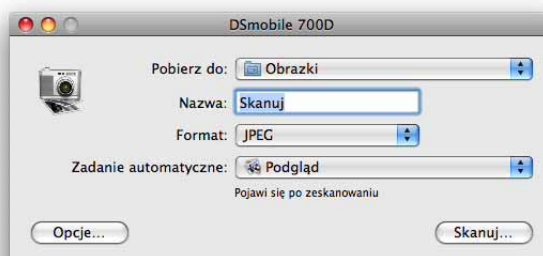 DSmobile 700D
Pobierz do: Obrazki
Nazwa: Skanuj
Format: JPEG
Zadanie automatyczne: Podgląd
Pojawi się po zeskanowaniu
Opcje... Skanuj...